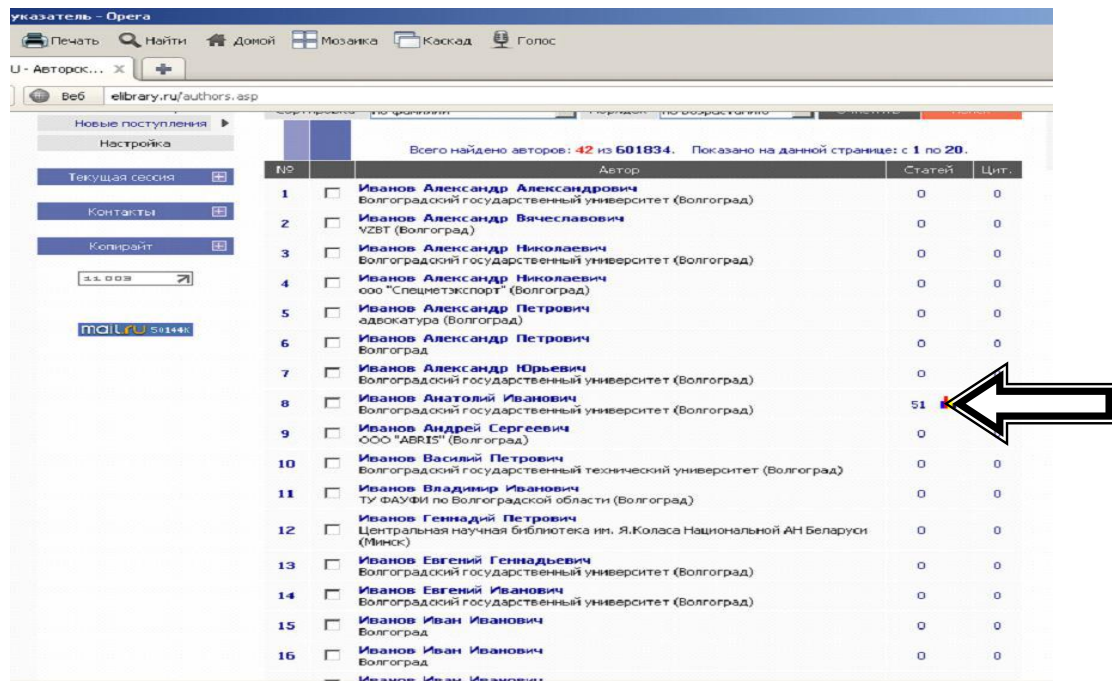 указатель - Opera
Печать Найти Домой Мозаика Каскад Голос
U - Авторск... ×
Веб elibrary.ru/authors.asp
Новые поступления
Настройка
Всего найдено авторов: 42 из 601834. Показано на данной странице: с 1 по 20.
№ Автор Статей Цит.
Текущая сессия
1 Иванов Александр Александрович 0 0
Волгоградский государственный университет (Волгоград)
Контакты
2 Иванов Александр Вячеславович 0 0
VZBT (Волгоград)
Копирайт
3 Иванов Александр Николаевич 0 0
Волгоградский государственный университет (Волгоград)
11 003
4 Иванов Александр Николаевич 0 0
ооо "Спецметэкспорт" (Волгоград)
5 Иванов Александр Петрович 0 0
адвокатура (Волгоград)
mail.ru 50144k
6 Иванов Александр Петрович 0 0
Волгоград
7 Иванов Александр Юрьевич 0
Волгоградский государственный университет (Волгоград)
8 Иванов Анатолий Иванович 51
Волгоградский государственный университет (Волгоград)
9 Иванов Андрей Сергеевич 0
ООО "ABRIS" (Волгоград)
10 Иванов Василий Петрович 0 0
Волгоградский государственный технический университет (Волгоград)
11 Иванов Владимир Иванович 0 0
ТУ ФАУФИ по Волгоградской области (Волгоград)
12 Иванов Геннадий Петрович 0 0
Центральная научная библиотека им. Я.Коласа Национальной АН Беларуси
(Минск)
13 Иванов Евгений Геннадьевич 0 0
Волгоградский государственный университет (Волгоград)
14 Иванов Евгений Иванович 0 0
Волгоградский государственный университет (Волгоград)
15 Иванов Иван Иванович 0 0
Волгоград
16 Иванов Иван Иванович 0 0
Волгоград